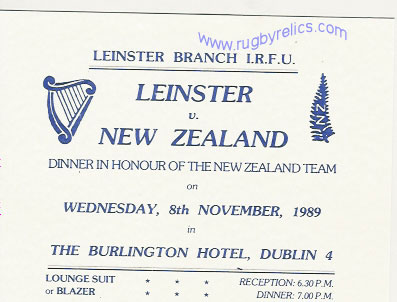 www.rugbyrelics.com
LEINSTER BRANCH I.R.F.U.
LEINSTER
v.
NEW ZEALAND
NZ
DINNER IN HONOUR OF THE NEW ZEALAND TEAM
on
WEDNESDAY, 8th NOVEMBER, 1989
in
THE BURLINGTON HOTEL, DUBLIN 4
LOUNGE SUIT * * * RECEPTION: 6.30 P.M.
or BLAZER * * * DINNER: 7.00 P.M.